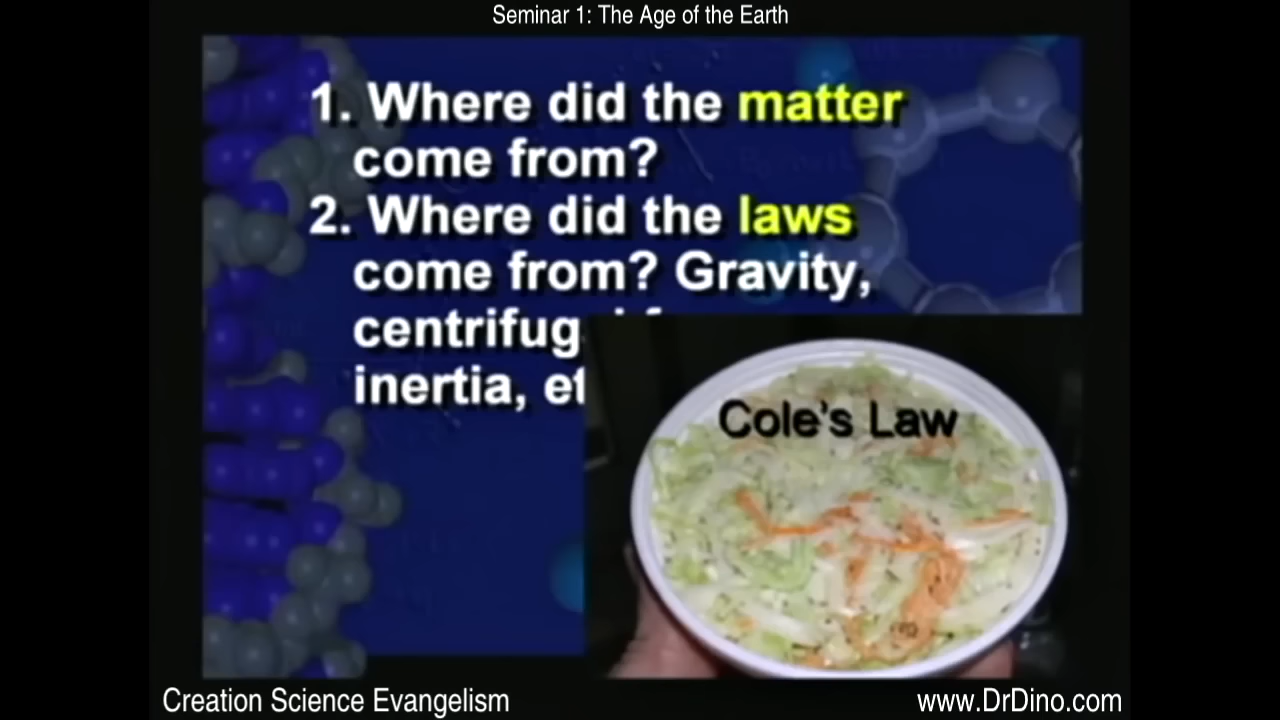 Seminar 1: The Age of the Earth
1. Where did the matter
come from?
2. Where did the laws
come from? Gravity,
centrifug
inertia, et
Cole's Law
Creation Science Evangelism
www.DrDino.com